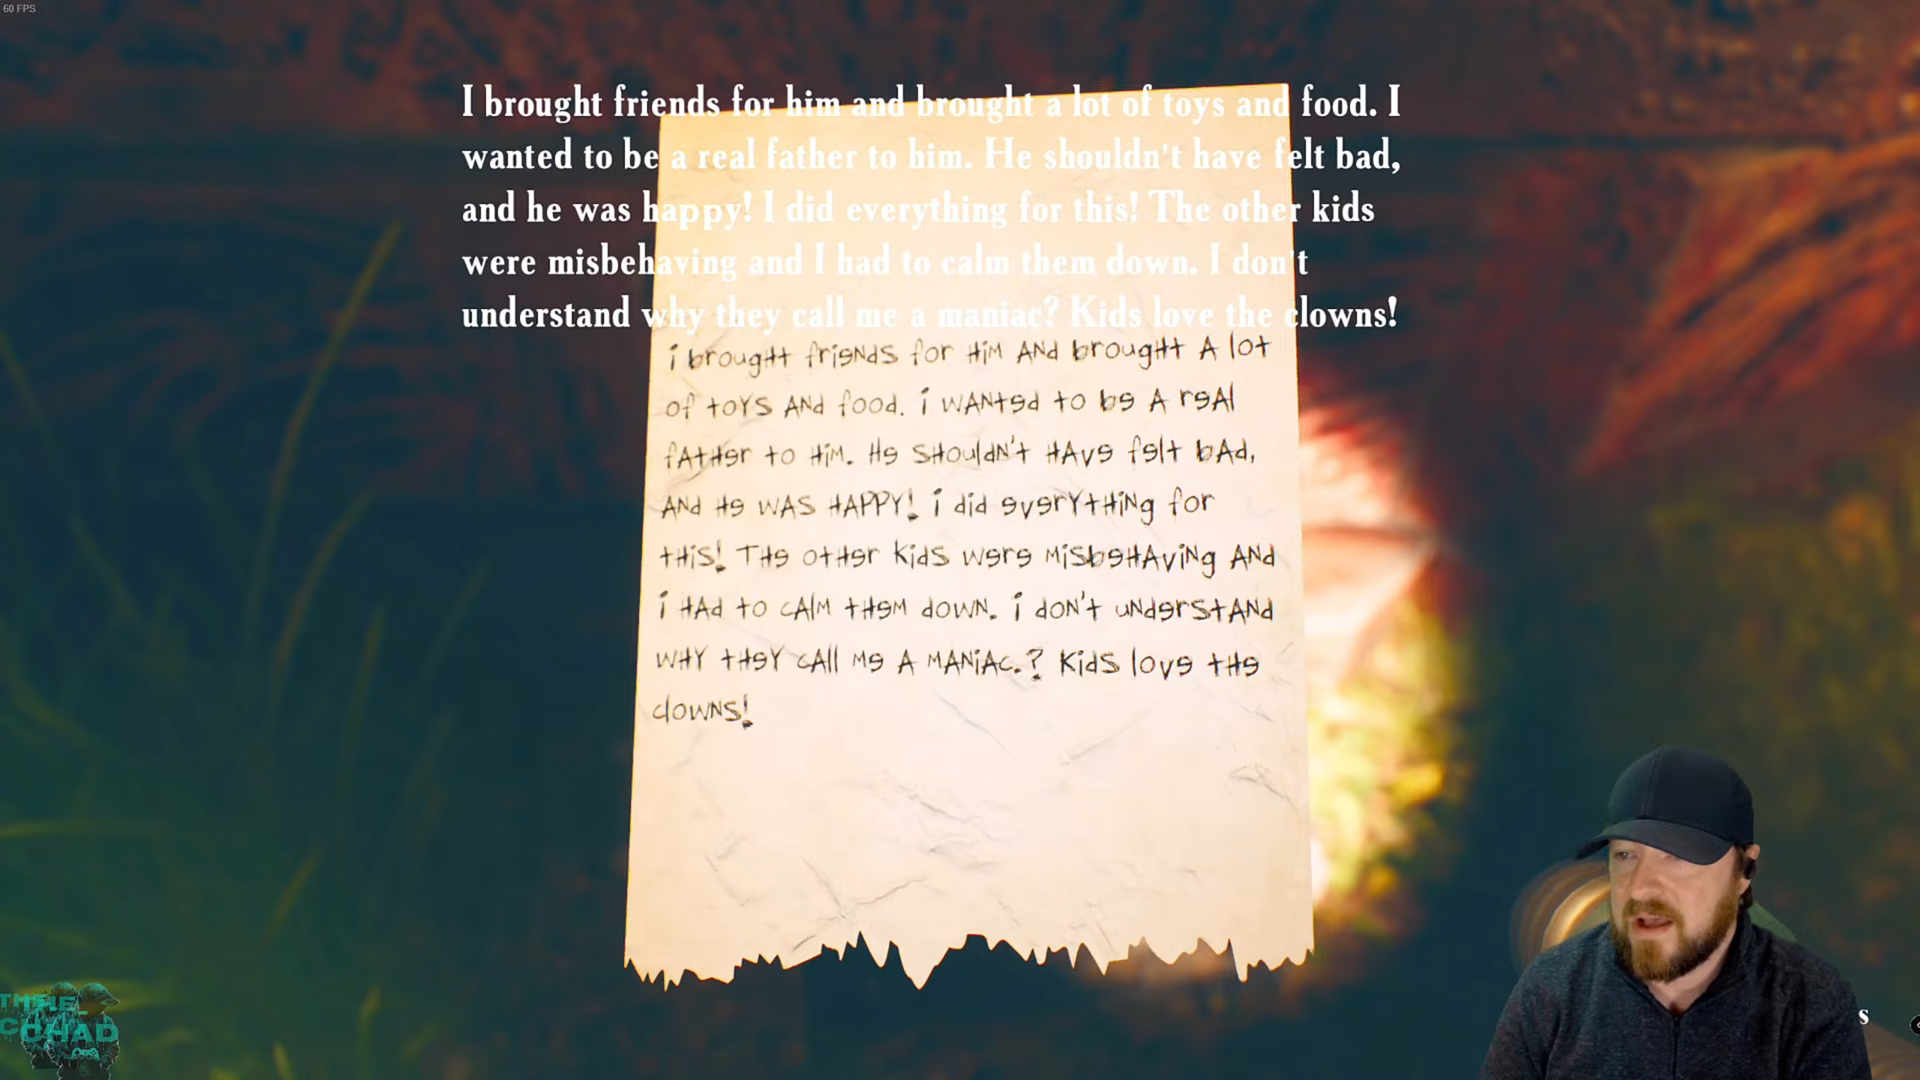 60 FPS
I brought friends for him and brought a lot of toys and food. I
wanted to be a real father to him. He shouldn't have felt bad,
and he was happy! I did everything for this! The other kids
were misbehaving and I had to calm them down. I don't
understand why they call me a maniac? Kids love the clowns!
i brought friends for him and brought a lot
of toys and food. i wanted to be a real
father to him. He shouldn't have felt bad,
and he was HAPPY! i did everything for
this! The other kids were misbehaving and
i had to calm them down. i don't understand
why they call me a maniac.? Kids love the
clowns!
THE
CHAD
s